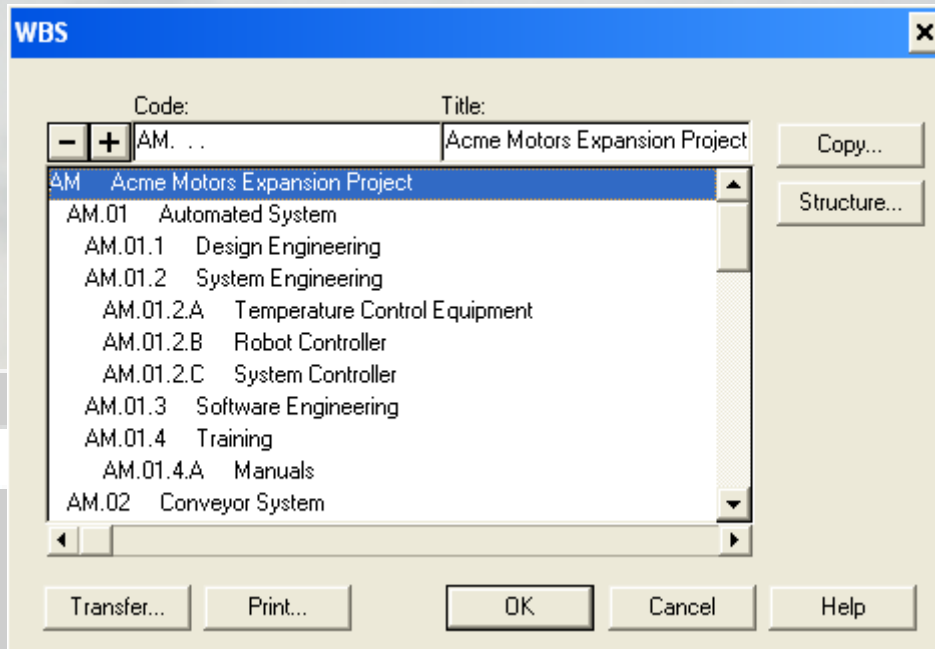 WBS
Code: Title:
- + AM. . . Acme Motors Expansion Project
Copy...
Structure...
AM Acme Motors Expansion Project
AM.01 Automated System
AM.01.1 Design Engineering
AM.01.2 System Engineering
AM.01.2.A Temperature Control Equipment
AM.01.2.B Robot Controller
AM.01.2.C System Controller
AM.01.3 Software Engineering
AM.01.4 Training
AM.01.4.A Manuals
AM.02 Conveyor System
Transfer... Print... OK Cancel Help